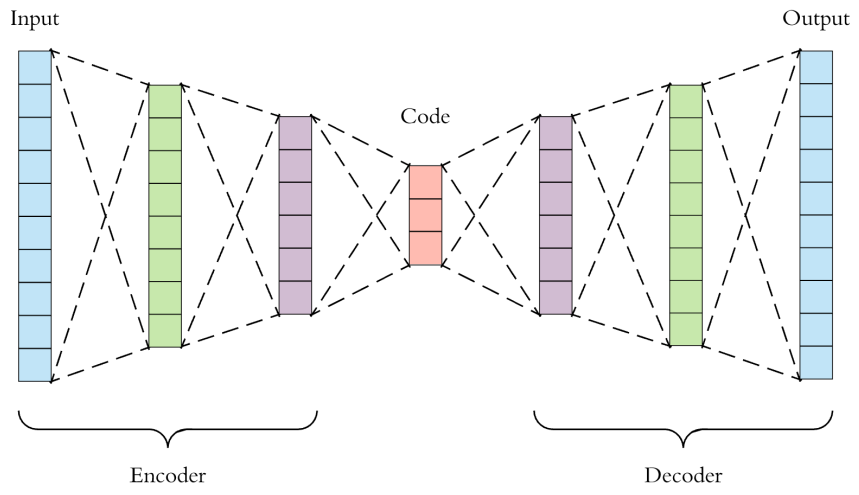 Input
Output
Code
Encoder
Decoder